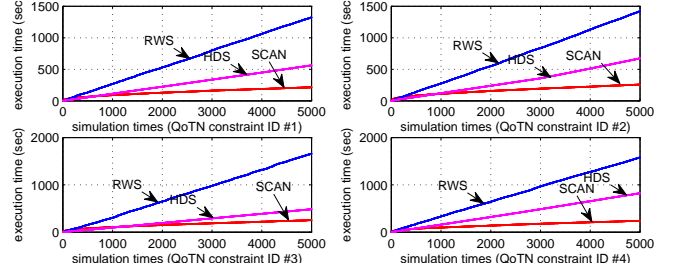 1500
1000
500
0
execution time (sec)
RWS
HDS
SCAN
0 1000 2000 3000 4000 5000
simulation times (QoTN constraint ID #1)
1500
1000
500
0
execution time (sec)
RWS
HDS
SCAN
0 1000 2000 3000 4000 5000
simulation times (QoTN constraint ID #2)
2000
1000
0
execution time (sec)
RWS
HDS
SCAN
0 1000 2000 3000 4000 5000
simulation times (QoTN constraint ID #3)
2000
1000
0
execution time (sec)
RWS
HDS
SCAN
0 1000 2000 3000 4000 5000
simulation times (QoTN constraint ID #4)